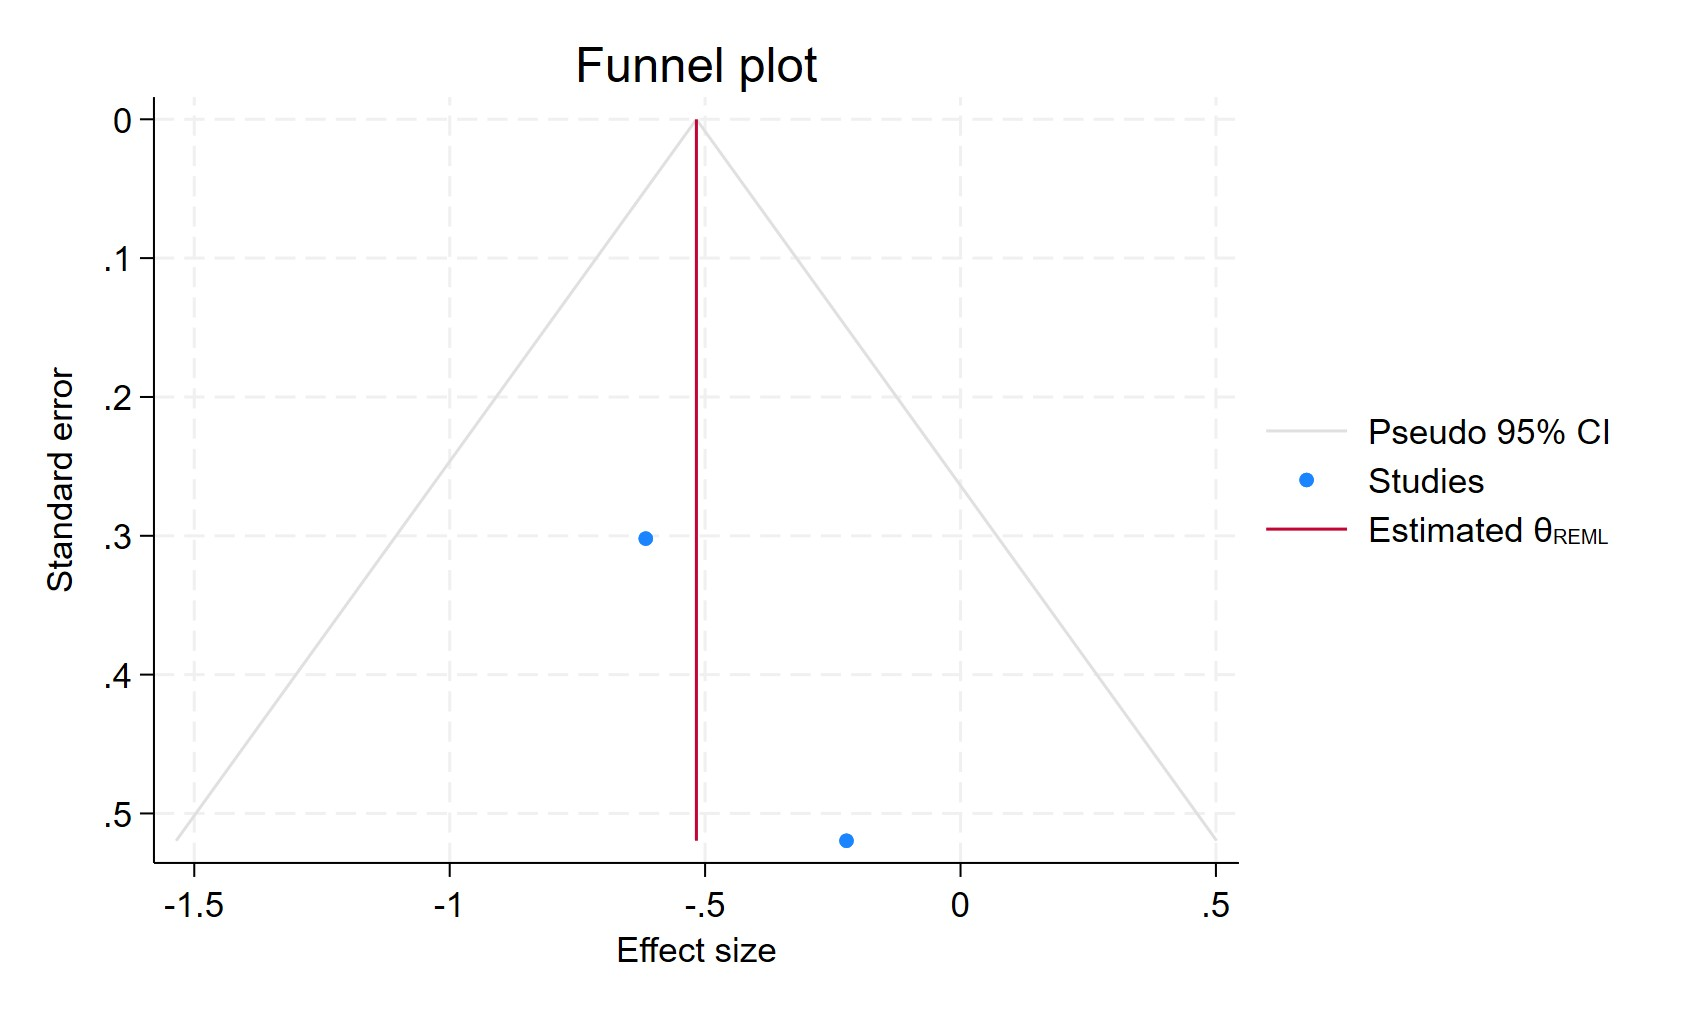 Funnel plot
0
.1
.2
.3
.4
.5
Standard error
-1.5
-1
-.5
0
.5
Effect size
Pseudo 95% CI
Studies
Estimated θREML